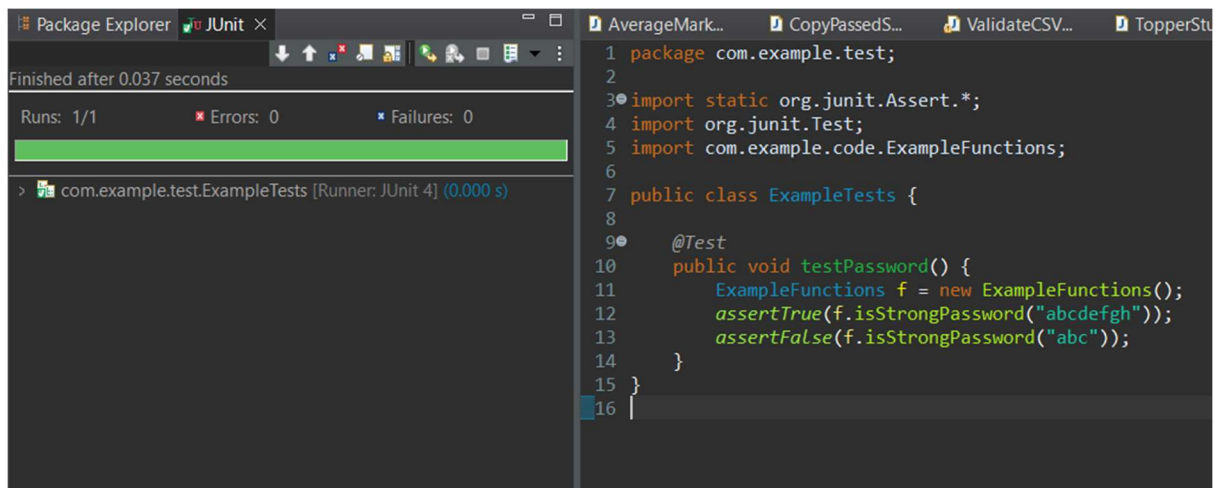 Package Explorer JUnit
Finished after 0.037 seconds
Runs: 1/1 Errors: 0 Failures: 0
com.example.test.ExampleTests [Runner: JUnit 4] (0.000 s)
AverageMark... CopyPassedS... ValidateCSV... TopperStu
1 package com.example.test;
2
3 import static org.junit.Assert.*;
4 import org.junit.Test;
5 import com.example.code.ExampleFunctions;
6
7 public class ExampleTests {
8
9 @Test
10 public void testPassword() {
11 ExampleFunctions f = new ExampleFunctions();
12 assertTrue(f.isStrongPassword("abcdefgh"));
13 assertFalse(f.isStrongPassword("abc"));
14 }
15 }
16